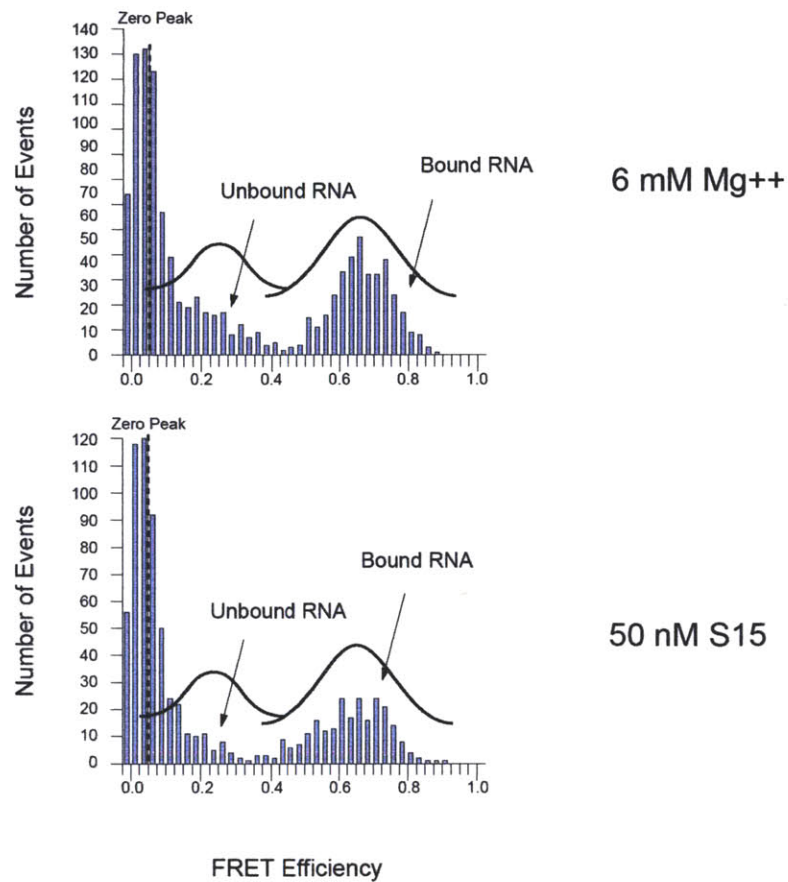 Zero Peak
140
130
120
110
100
90
80
70
60
50
40
30
20
10
0
Number of Events
Unbound RNA
Bound RNA
0.0 0.2 0.4 0.6 0.8 1.0
6 mM Mg++
Zero Peak
120
110
100
90
80
70
60
50
40
30
20
10
0
Number of Events
Unbound RNA
Bound RNA
0.0 0.2 0.4 0.6 0.8 1.0
50 nM S15
FRET Efficiency